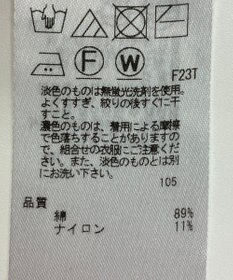 F W
F23T
淡色のものは無蛍光洗剤を使用。
よくすすぎ、絞りの後すぐに干
すこと。
濃色のものは、着用による摩擦
で色落ちすることがありますの
で、組合せの衣服にご注意くだ
さい。また、淡色のものとは別
にお洗い下さい。
105
品質
綿 89%
ナイロン 11%